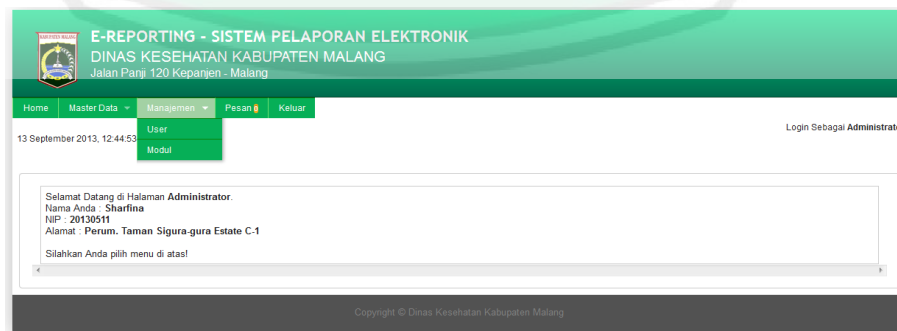 KABUPATEN MALANG
E-REPORTING - SISTEM PELAPORAN ELEKTRONIK
DINAS KESEHATAN KABUPATEN MALANG
Jalan Panji 120 Kepanjen - Malang
Home Master Data Manajemen Pesan Keluar
User
Modul
13 September 2013, 12:44:53
Login Sebagai Administrato
Selamat Datang di Halaman Administrator.
Nama Anda : Sharfina
NIP : 20130511
Alamat : Perum. Taman Sigura-gura Estate C-1
Silahkan Anda pilih menu di atas!
Copyright © Dinas Kesehatan Kabupaten Malang